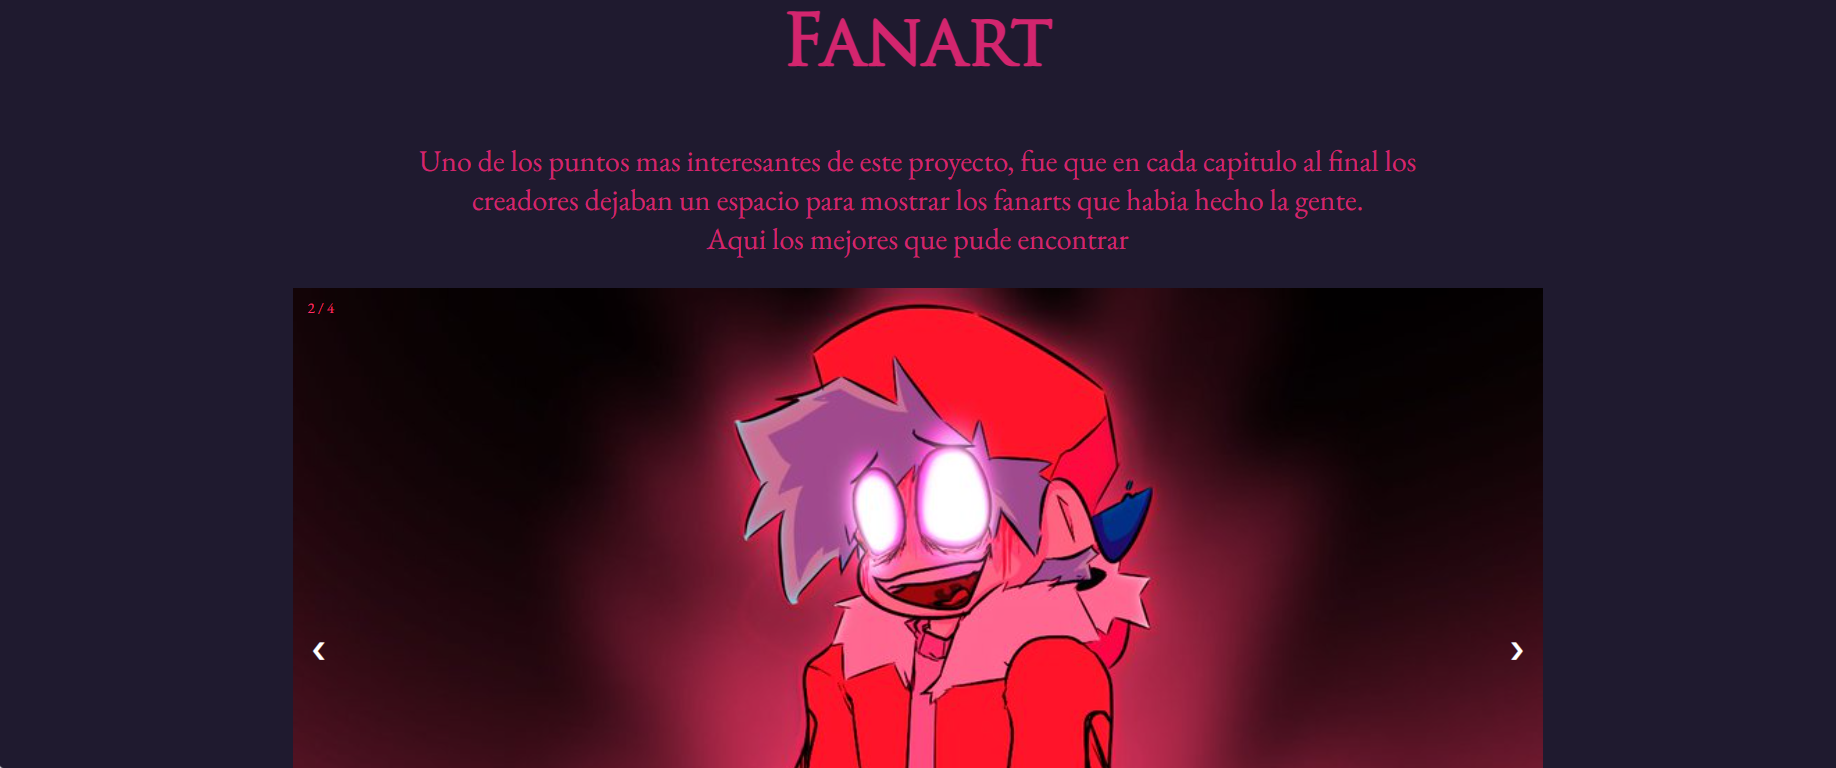 Fanart
Uno de los puntos mas interesantes de este proyecto, fue que en cada capitulo al final los
creadores dejaban un espacio para mostrar los fanarts que habia hecho la gente.
Aqui los mejores que pude encontrar
2 / 4
❮ ❯